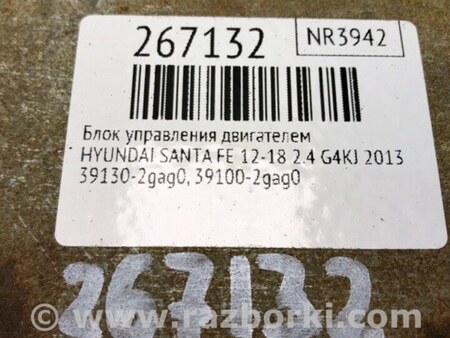 267132
NR3942
Блок управления двигателем
HYUNDAI SANTA FE 12-18 2.4 G4KJ 2013
39130-2gag0, 39100-2gag0
267132
www.razborki.com